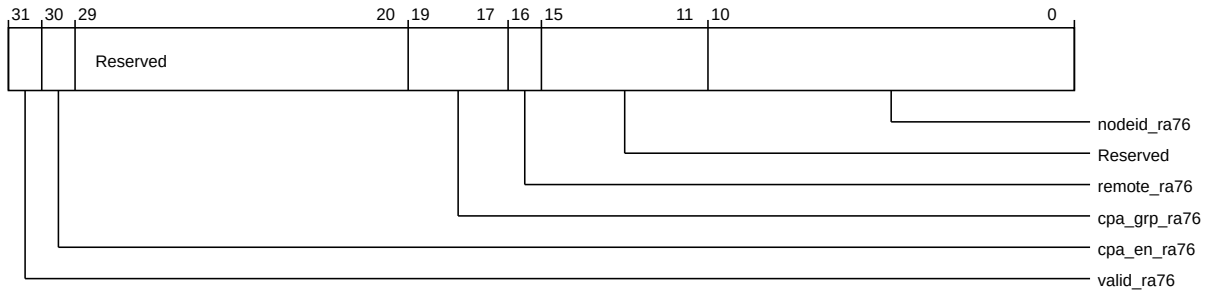 31 30 29 20 19 17 16 15 11 10 0
Reserved
nodeid_ra76
Reserved
remote_ra76
cpa_grp_ra76
cpa_en_ra76
valid_ra76